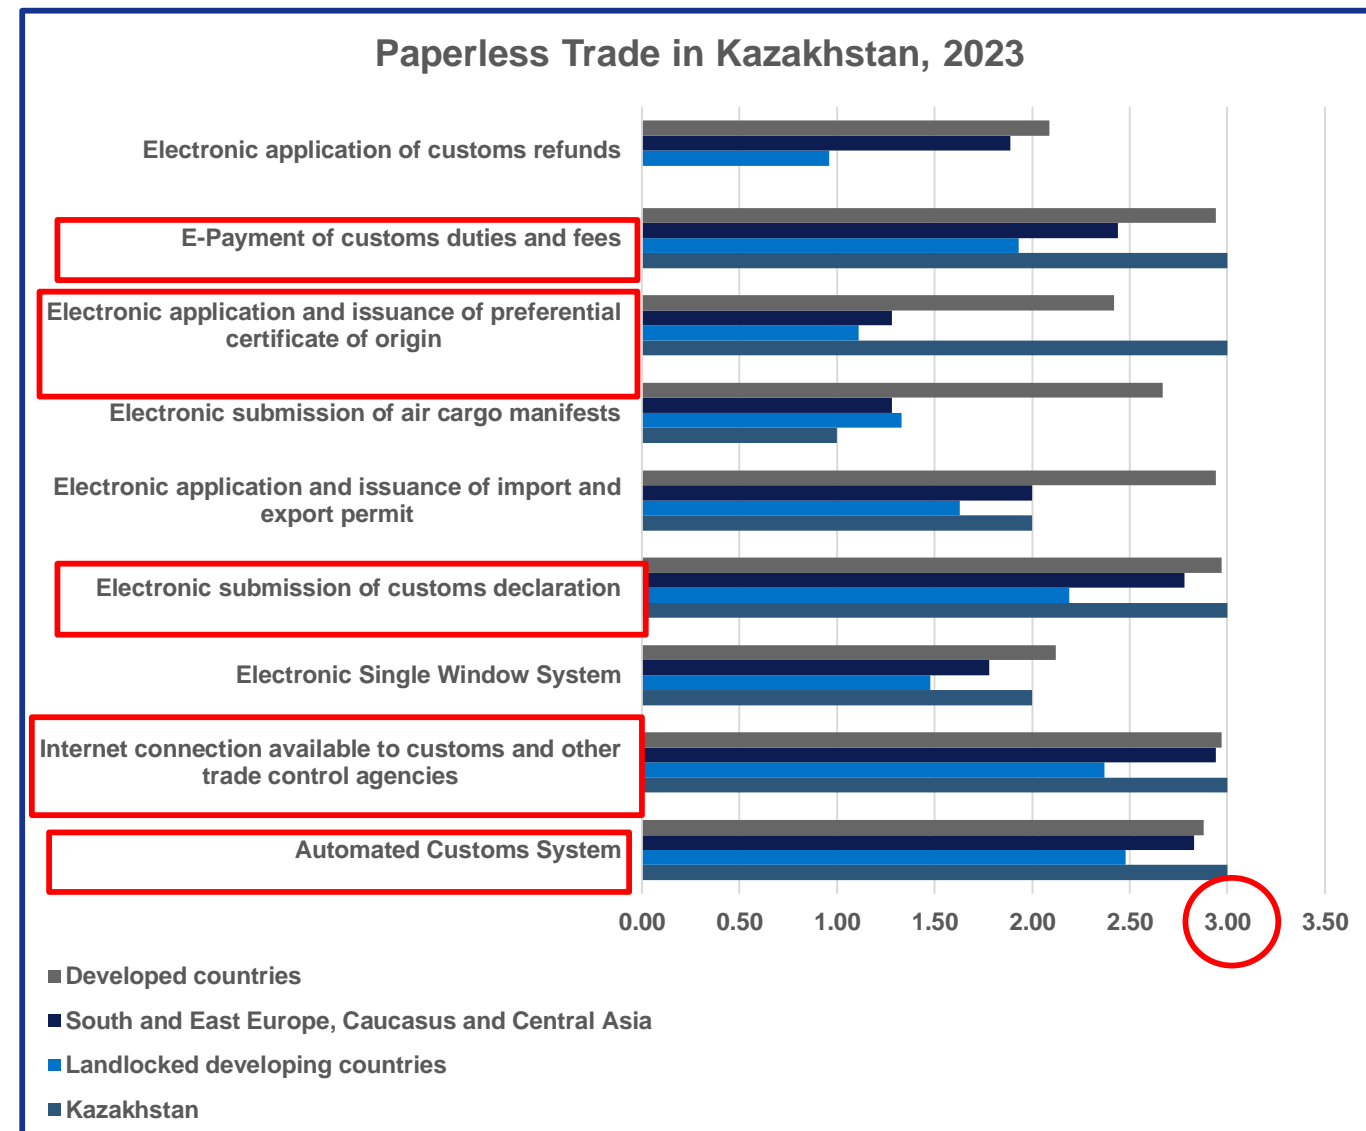 Paperless Trade in Kazakhstan, 2023
Electronic application of customs refunds
E-Payment of customs duties and fees
Electronic application and issuance of preferential
certificate of origin
Electronic submission of air cargo manifests
Electronic application and issuance of import and
export permit
Electronic submission of customs declaration
Electronic Single Window System
Internet connection available to customs and other
trade control agencies
Automated Customs System
0.00 0.50 1.00 1.50 2.00 2.50 3.00 3.50
Developed countries
South and East Europe, Caucasus and Central Asia
Landlocked developing countries
Kazakhstan